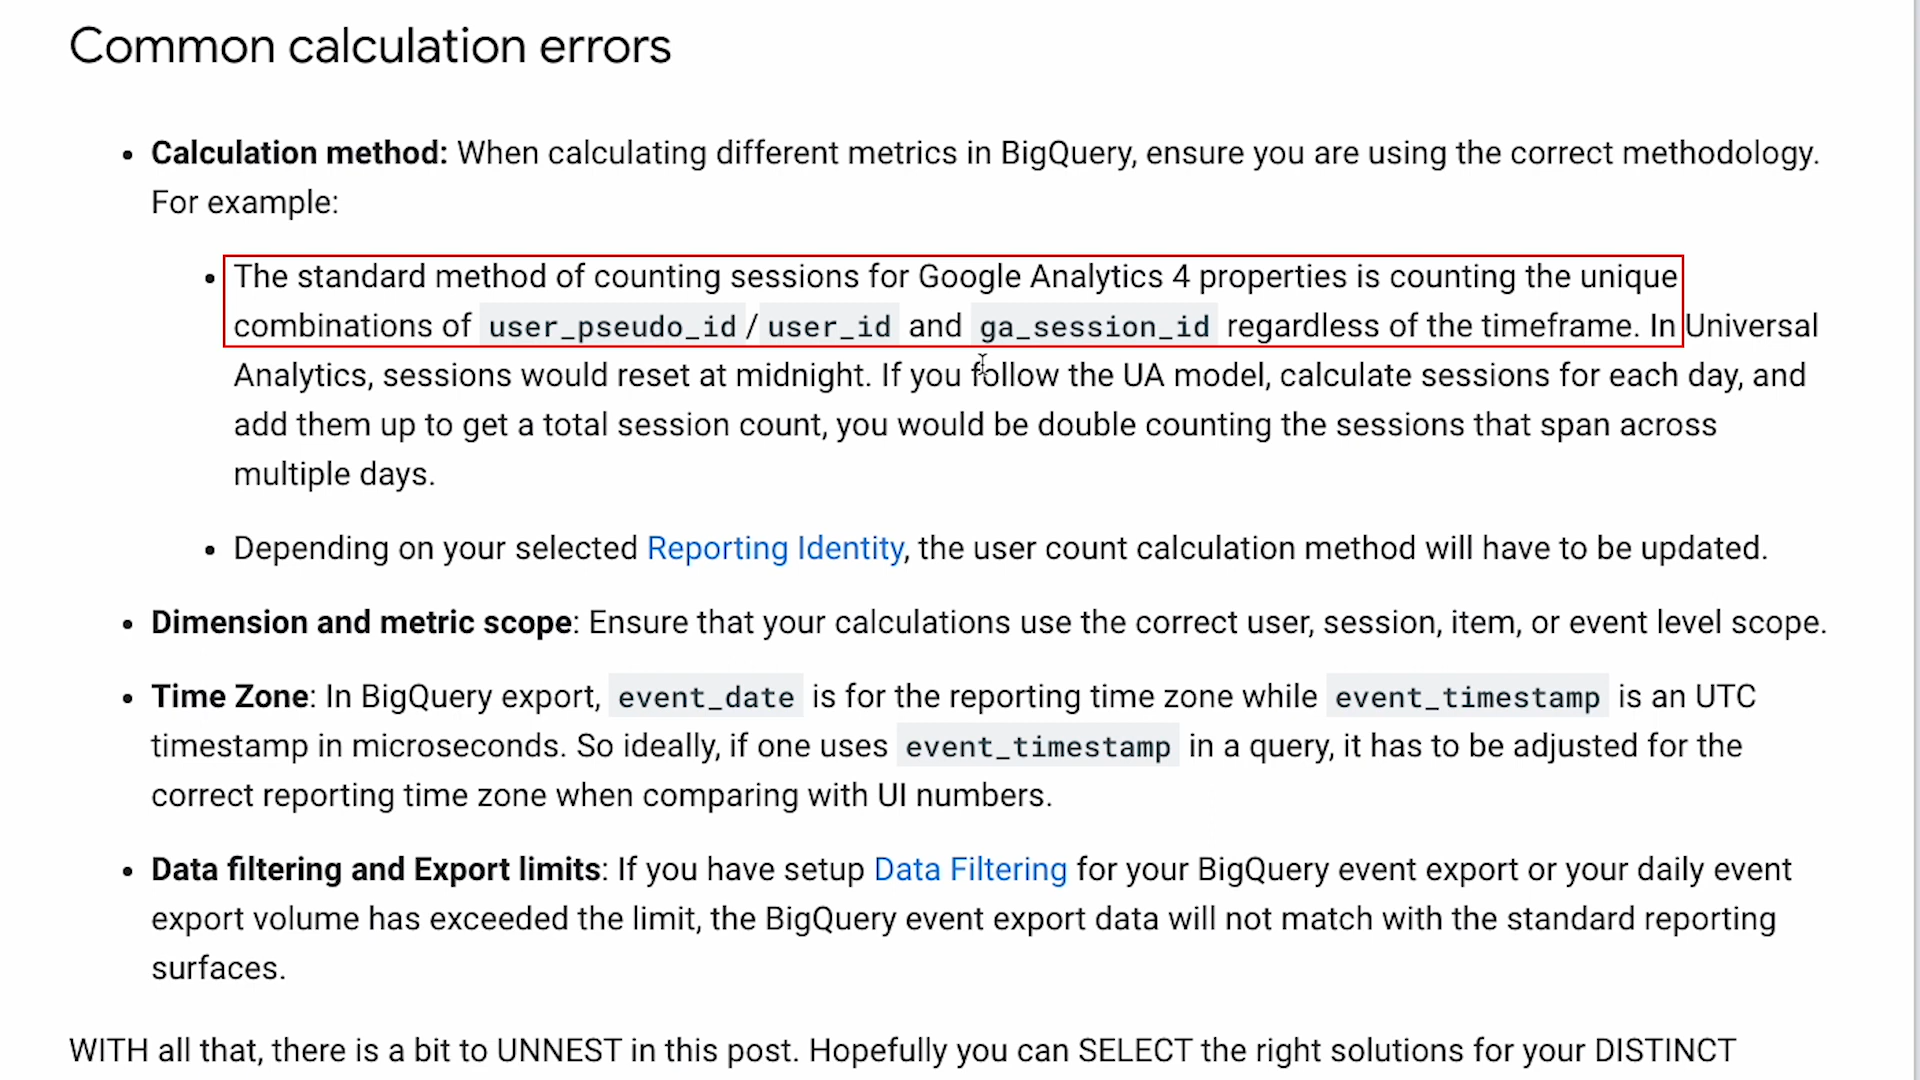 Common calculation errors
• Calculation method: When calculating different metrics in BigQuery, ensure you are using the correct methodology.
For example:
• The standard method of counting sessions for Google Analytics 4 properties is counting the unique
combinations of user_pseudo_id / user_id and ga_session_id regardless of the timeframe. In Universal
Analytics, sessions would reset at midnight. If you follow the UA model, calculate sessions for each day, and
add them up to get a total session count, you would be double counting the sessions that span across
multiple days.
• Depending on your selected Reporting Identity, the user count calculation method will have to be updated.
• Dimension and metric scope: Ensure that your calculations use the correct user, session, item, or event level scope.
• Time Zone: In BigQuery export, event_date is for the reporting time zone while event_timestamp is an UTC
timestamp in microseconds. So ideally, if one uses event_timestamp in a query, it has to be adjusted for the
correct reporting time zone when comparing with UI numbers.
• Data filtering and Export limits: If you have setup Data Filtering for your BigQuery event export or your daily event
export volume has exceeded the limit, the BigQuery event export data will not match with the standard reporting
surfaces.
WITH all that, there is a bit to UNNEST in this post. Hopefully you can SELECT the right solutions for your DISTINCT